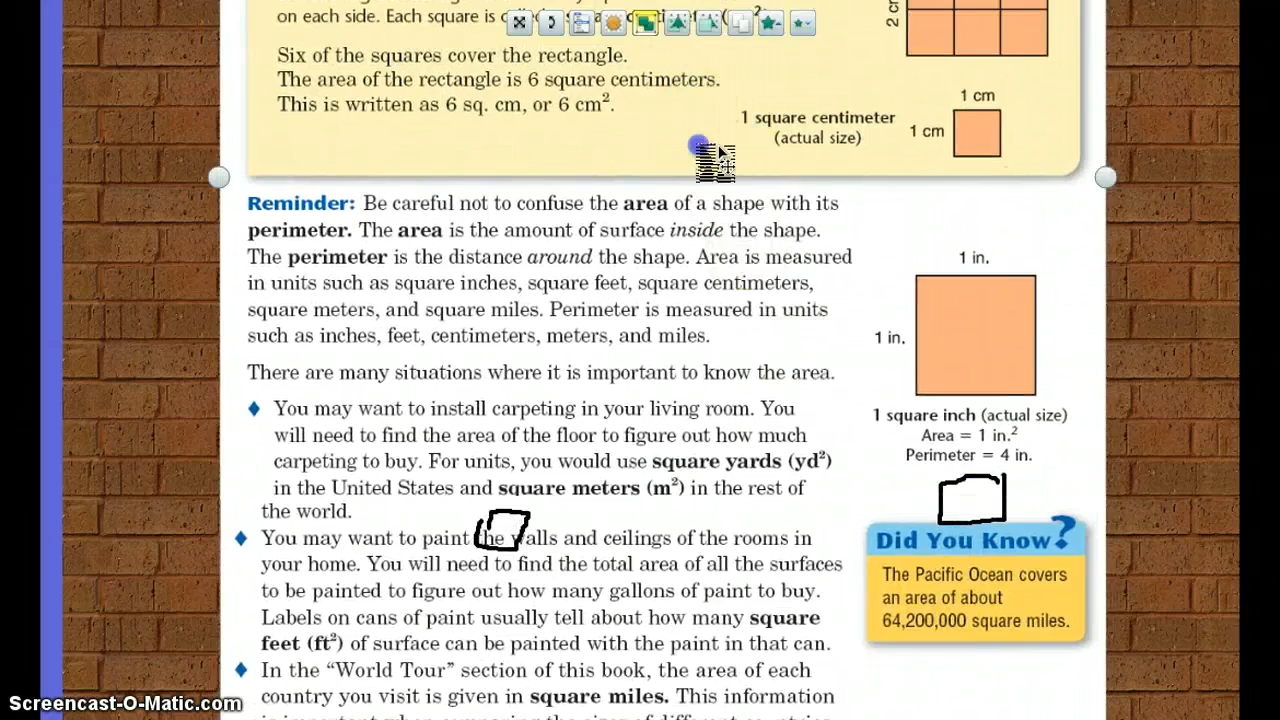 on each side. Each square is
Six of the squares cover the rectangle.
The area of the rectangle is 6 square centimeters.
This is written as 6 sq. cm, or 6 cm².
2 cm
1 cm
1 square centimeter
(actual size)
1 cm
Reminder: Be careful not to confuse the area of a shape with its
perimeter. The area is the amount of surface inside the shape.
The perimeter is the distance around the shape. Area is measured
in units such as square inches, square feet, square centimeters,
square meters, and square miles. Perimeter is measured in units
such as inches, feet, centimeters, meters, and miles.
1 in.
1 in.
1 square inch (actual size)
Area = 1 in.²
Perimeter = 4 in.
There are many situations where it is important to know the area.
♦ You may want to install carpeting in your living room. You
will need to find the area of the floor to figure out how much
carpeting to buy. For units, you would use square yards (yd²)
in the United States and square meters (m²) in the rest of
the world.
♦ You may want to paint the walls and ceilings of the rooms in
your home. You will need to find the total area of all the surfaces
to be painted to figure out how many gallons of paint to buy.
Labels on cans of paint usually tell about how many square
feet (ft²) of surface can be painted with the paint in that can.
♦ In the “World Tour” section of this book, the area of each
country you visit is given in square miles. This information
Did You Know?
The Pacific Ocean covers
an area of about
64,200,000 square miles.
Screencast-O-Matic.com